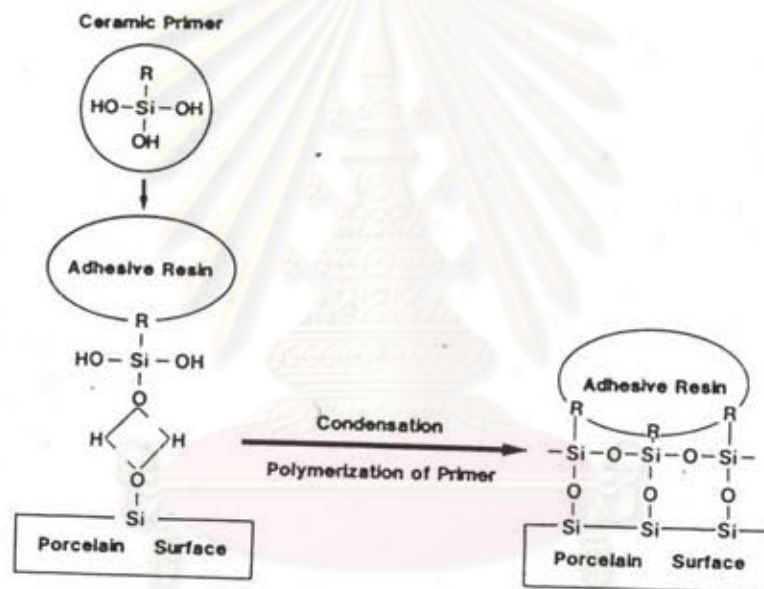 Ceramic Primer
R
HO-Si-OH
OH
Adhesive Resin
R
HO-Si-OH
O
H H
O
Si
Porcelain Surface
Condensation
Polymerization of Primer
Adhesive Resin
R R R
-Si-O-Si-O-Si-
O O O
Si Si Si
Porcelain Surface